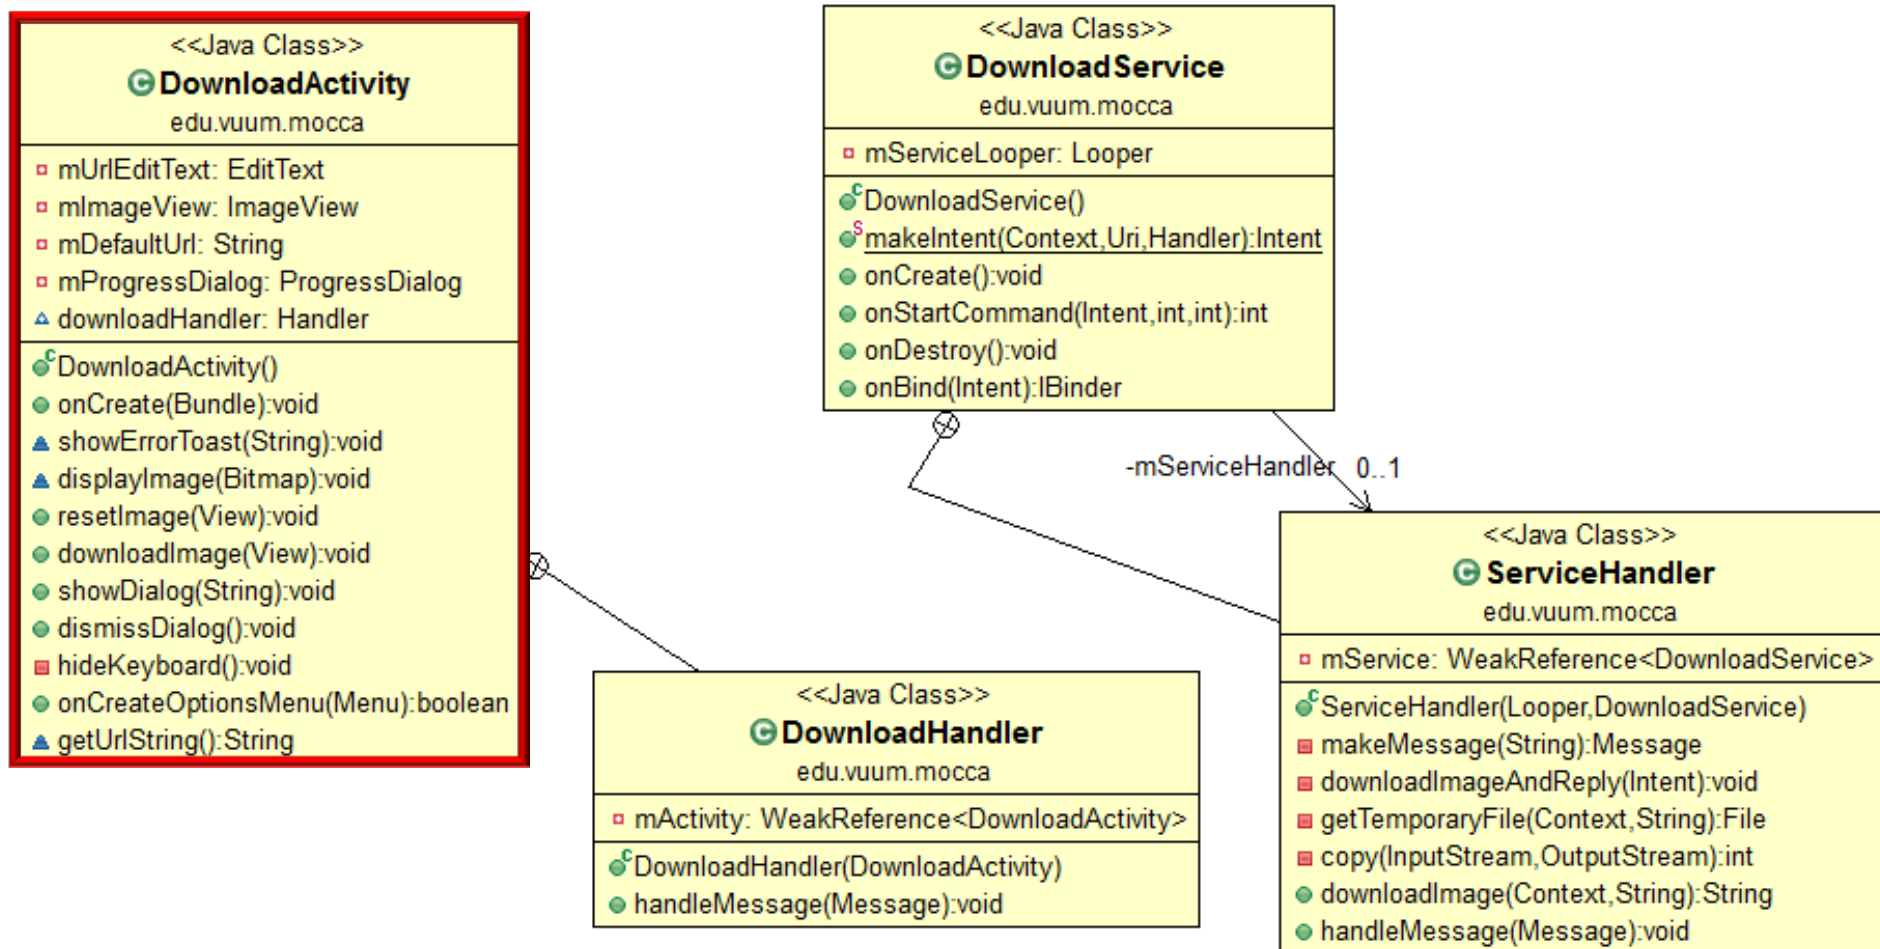 <<Java Class>>
DownloadActivity
edu.vuum.mocca
mUrlEditText: EditText
mImageView: ImageView
mDefaultUrl: String
mProgressDialog: ProgressDialog
downloadHandler: Handler
DownloadActivity()
onCreate(Bundle):void
showErrorToast(String):void
displayImage(Bitmap):void
resetImage(View):void
downloadImage(View):void
showDialog(String):void
dismissDialog():void
hideKeyboard():void
onCreateOptionsMenu(Menu):boolean
getUrlString():String
<<Java Class>>
DownloadService
edu.vuum.mocca
mServiceLooper: Looper
DownloadService()
makeIntent(Context,Uri,Handler):Intent
onCreate():void
onStartCommand(Intent,int,int):int
onDestroy():void
onBind(Intent):IBinder
-mServiceHandler 0..1
<<Java Class>>
DownloadHandler
edu.vuum.mocca
mActivity: WeakReference<DownloadActivity>
DownloadHandler(DownloadActivity)
handleMessage(Message):void
<<Java Class>>
ServiceHandler
edu.vuum.mocca
mService: WeakReference<DownloadService>
ServiceHandler(Looper,DownloadService)
makeMessage(String):Message
downloadImageAndReply(Intent):void
getTemporaryFile(Context,String):File
copy(InputStream,OutputStream):int
downloadImage(Context,String):String
handleMessage(Message):void